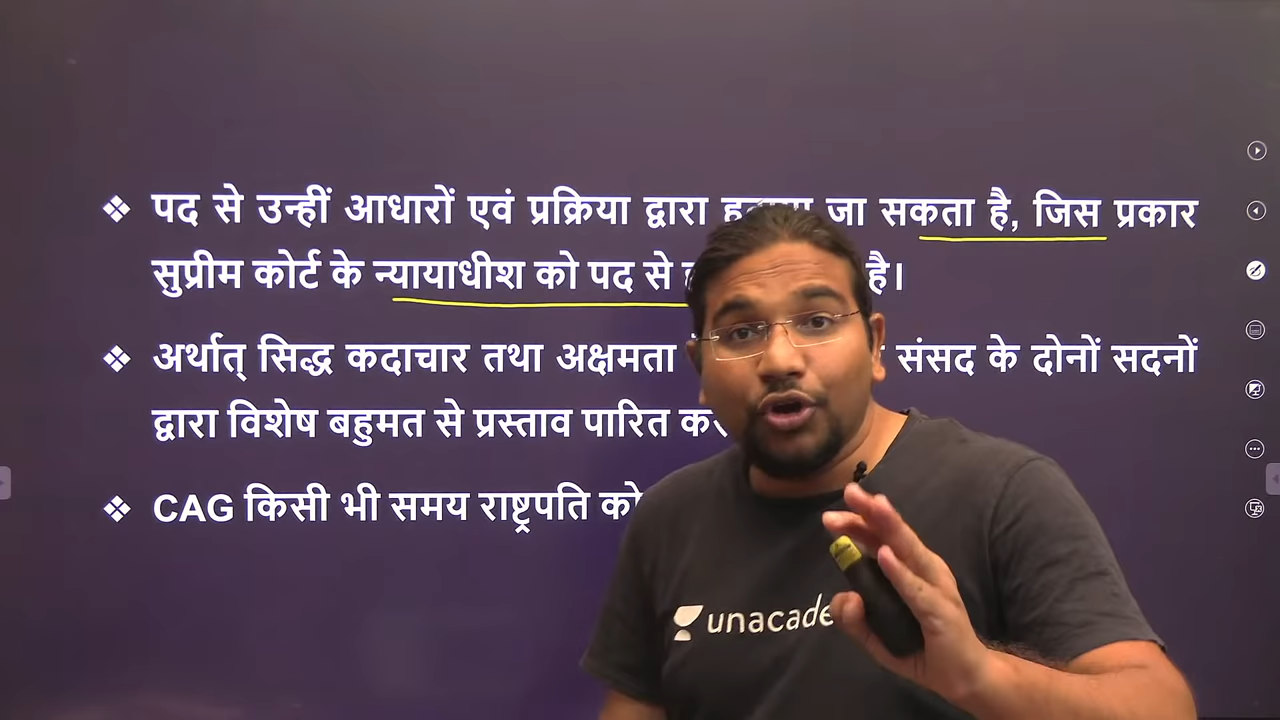 ❖ पद से उन्हीं आधारों एवं प्रक्रिया द्वारा जा सकता है, जिस प्रकार
सुप्रीम कोर्ट के न्यायाधीश को पद से है।
❖ अर्थात् सिद्ध कदाचार तथा अक्षमता संसद के दोनों सदनों
द्वारा विशेष बहुमत से प्रस्ताव पारित
❖ CAG किसी भी समय राष्ट्रपति को
unacade